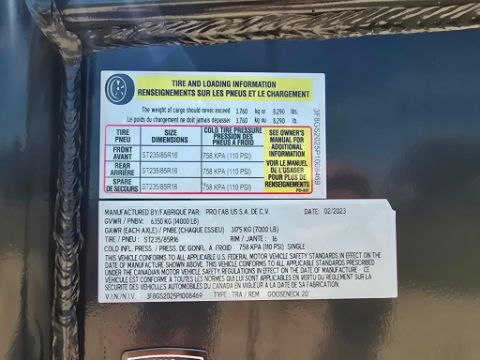 TIRE AND LOADING INFORMATION
RENSEIGNEMENTS SUR LES PNEUS ET LE CHARGEMENT
The weight of cargo should never exceed 3,760 kg or 8,290 lb.
Le poids du chargement ne doit jamais dépasser 3,760 kg ou 8,290 lb.
TIRE PNEU SIZE DIMENSIONS COLD TIRE PRESSURE PRESSION DES PNEUS A FROID
FRONT AVANT ST235/85R16 758 KPA (110 PSI)
REAR ARRIÈRE ST235/85R16 758 KPA (110 PSI)
SPARE DE SECOURS ST235/85R16 758 KPA (110 PSI)
SEE OWNER'S
MANUAL FOR
ADDITIONAL
INFORMATION
VOIR LE MANUEL
DE L'USAGER
POUR PLUS DE
RENSEIGNEMENTS
3F8GS2025P1008469
MANUFACTURED BY/FABRIQUÉ PAR: PRO FAB US S.A. DE C.V. DATE: 02/2023
GVWR / PNBV: 6350 KG (14000 LB)
GAWR (EACH AXLE) / PNBE (CHAQUE ESSIEU) 3175 KG (7000 LB)
TIRE / PNEU: ST235/85R16 RIM / JANTE: 16
COLD INFL. PRESS. / PRESS. DE GONFL. À FROID 758 KPA (110 PSI) SINGLE
THIS VEHICLE CONFORMS TO ALL APPLICABLE U.S. FEDERAL MOTOR VEHICLE SAFETY STANDARDS IN EFFECT ON THE
DATE OF MANUFACTURE SHOWN ABOVE. THIS VEHICLE CONFORMS TO ALL APPLICABLE STANDARDS PRESCRIBED
UNDER THE CANADIAN MOTOR VEHICLE SAFETY REGULATIONS IN EFFECT ON THE DATE OF MANUFACTURE / CE
VÉHICULE EST CONFORME À TOUTES LES NORMES QUI LUI SONT APPLICABLES EN VERTU DU RÈGLEMENT SUR LA
SÉCURITÉ DES VÉHICULES AUTOMOBILES DU CANADA EN VIGUEUR À LA DATE DE SA FABRICATION.
V.I.N./N.I.V. 3F8GS2025P1008469 TYPE: TRA / REM GOOSENECK 20